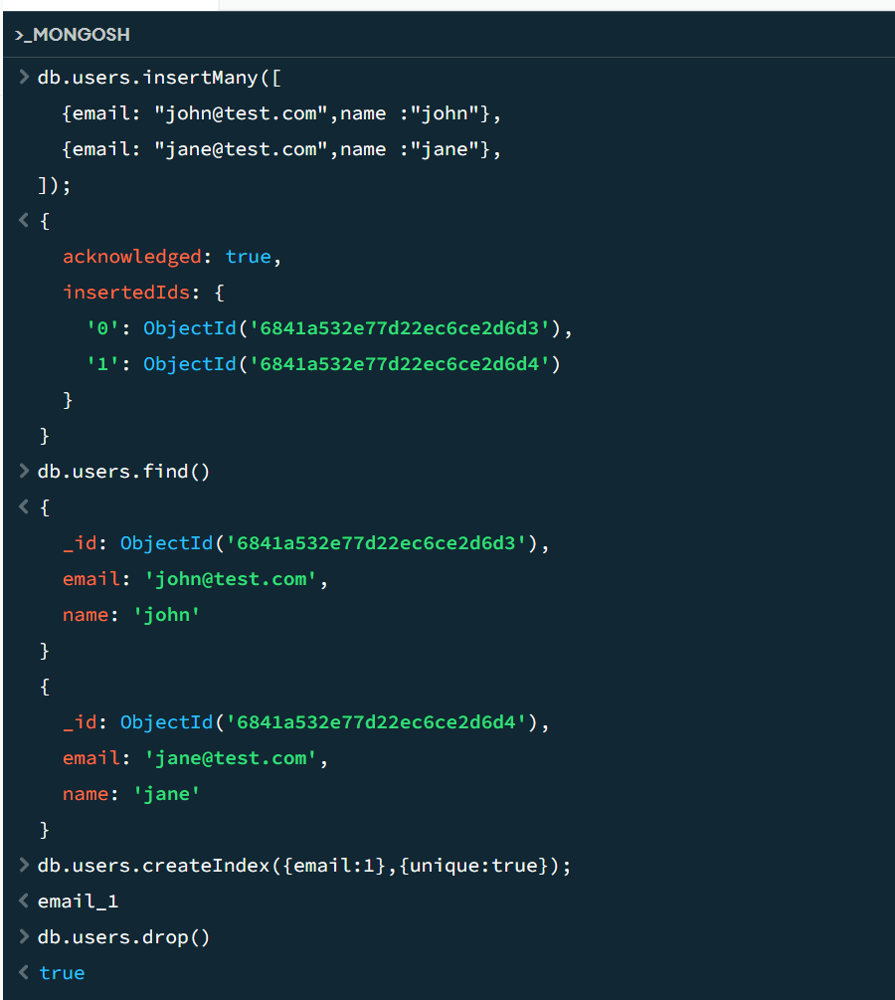 >_MONGOSH
> db.users.insertMany([
{email: "john@test.com",name :"john"},
{email: "jane@test.com",name :"jane"},
]);
< {
acknowledged: true,
insertedIds: {
'0': ObjectId('6841a532e77d22ec6ce2d6d3'),
'1': ObjectId('6841a532e77d22ec6ce2d6d4')
}
}
> db.users.find()
< {
_id: ObjectId('6841a532e77d22ec6ce2d6d3'),
email: 'john@test.com',
name: 'john'
}
{
_id: ObjectId('6841a532e77d22ec6ce2d6d4'),
email: 'jane@test.com',
name: 'jane'
}
> db.users.createIndex({email:1},{unique:true});
< email_1
> db.users.drop()
< true